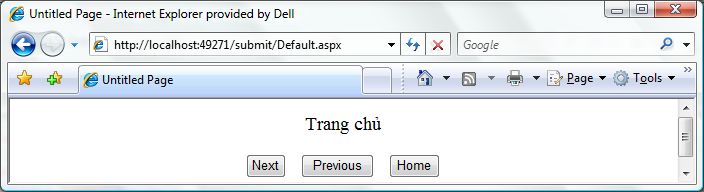 Untitled Page - Internet Explorer provided by Dell
http://localhost:49271/submit/Default.aspx
Google
Untitled Page
Page
Tools
Trang chủ
Next Previous Home